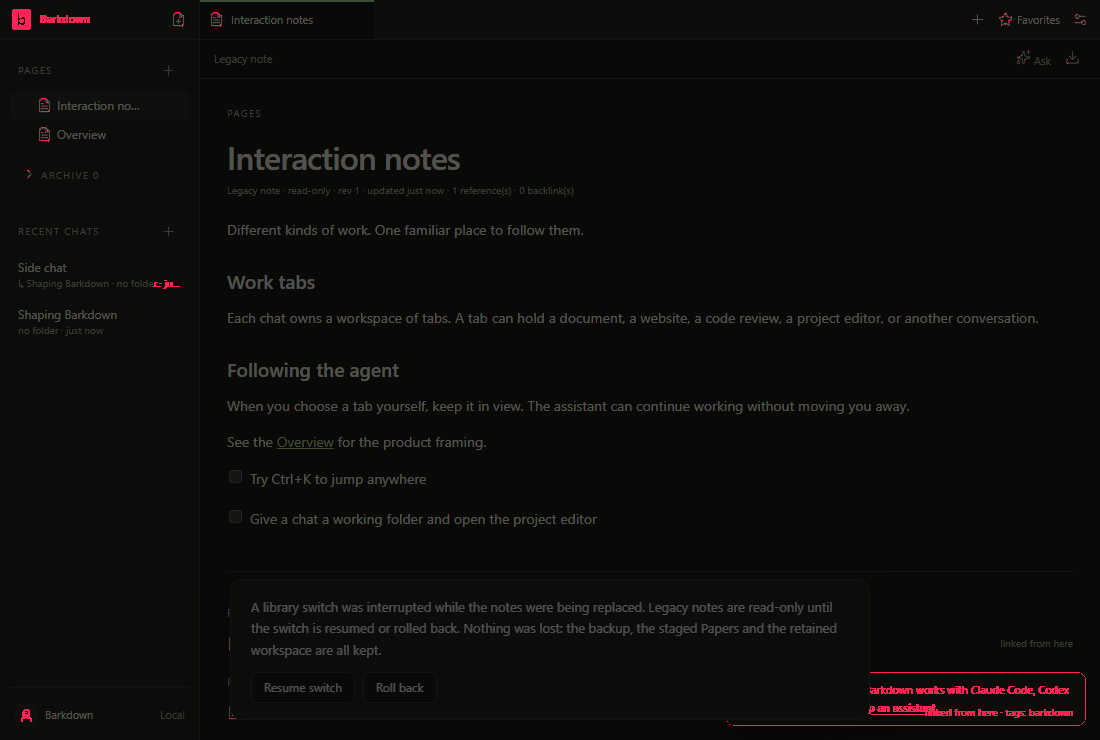 Barkdown
Interaction notes
Favorites
Legacy note
Ask
PAGES
Interaction no...
Overview
ARCHIVE 0
RECENT CHATS
Side chat
↳ Shaping Barkdown · no folder
Shaping Barkdown
no folder · just now
Barkdown
Local
PAGES
Interaction notes
Legacy note · read-only · rev 1 · updated just now · 1 reference(s) · 0 backlink(s)
Different kinds of work. One familiar place to follow them.
Work tabs
Each chat owns a workspace of tabs. A tab can hold a document, a website, a code review, a project editor, or another conversation.
Following the agent
When you choose a tab yourself, keep it in view. The assistant can continue working without moving you away.
See the Overview for the product framing.
Try Ctrl+K to jump anywhere
Give a chat a working folder and open the project editor
A library switch was interrupted while the notes were being replaced. Legacy notes are read-only until
the switch is resumed or rolled back. Nothing was lost: the backup, the staged Papers and the retained
workspace are all kept.
Resume switch
Roll back
linked from here
arkdown works with Claude Code, Codex
p an assistant.
from here · tags: barkdown